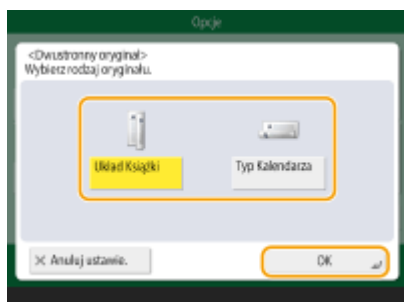 Opcje
<Dwustronny oryginał>
Wybierz rodzaj oryginału.
Układ Książki
Typ Kalendarza
× Anuluj ustawie.
OK